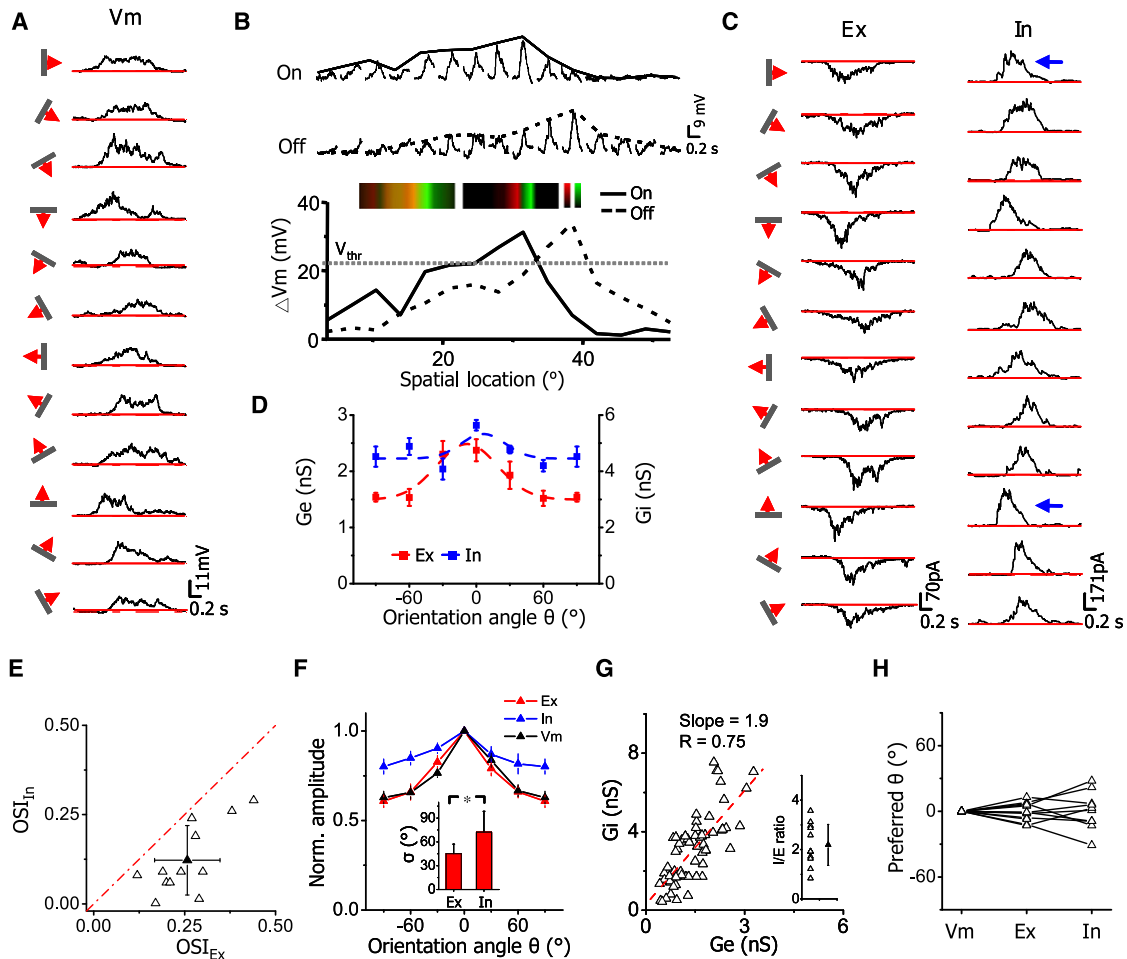 A
Vm
11mV
0.2 s
B
On
Off
9 mV
0.2 s
On
Off
Vthr
40
20
0
△Vm (mV)
20
40
Spatial location (°)
C
Ex
In
70pA
0.2 s
171pA
0.2 s
D
3
2
1
0
Ge (nS)
6
4
2
0
Gi (nS)
Ex
In
-60
0
60
Orientation angle θ (°)
E
0.50
0.25
0.00
OSIIn
0.00
0.25
0.50
OSIEx
F
Ex
In
Vm
1.0
0.5
0.0
Norm. amplitude
*
90
60
30
0
σ (°)
Ex
In
-60
0
60
Orientation angle θ (°)
G
Slope = 1.9
R = 0.75
8
4
0
Gi (nS)
4
2
0
I/E ratio
0
3
6
Ge (nS)
H
60
0
-60
Preferred θ (°)
Vm
Ex
In